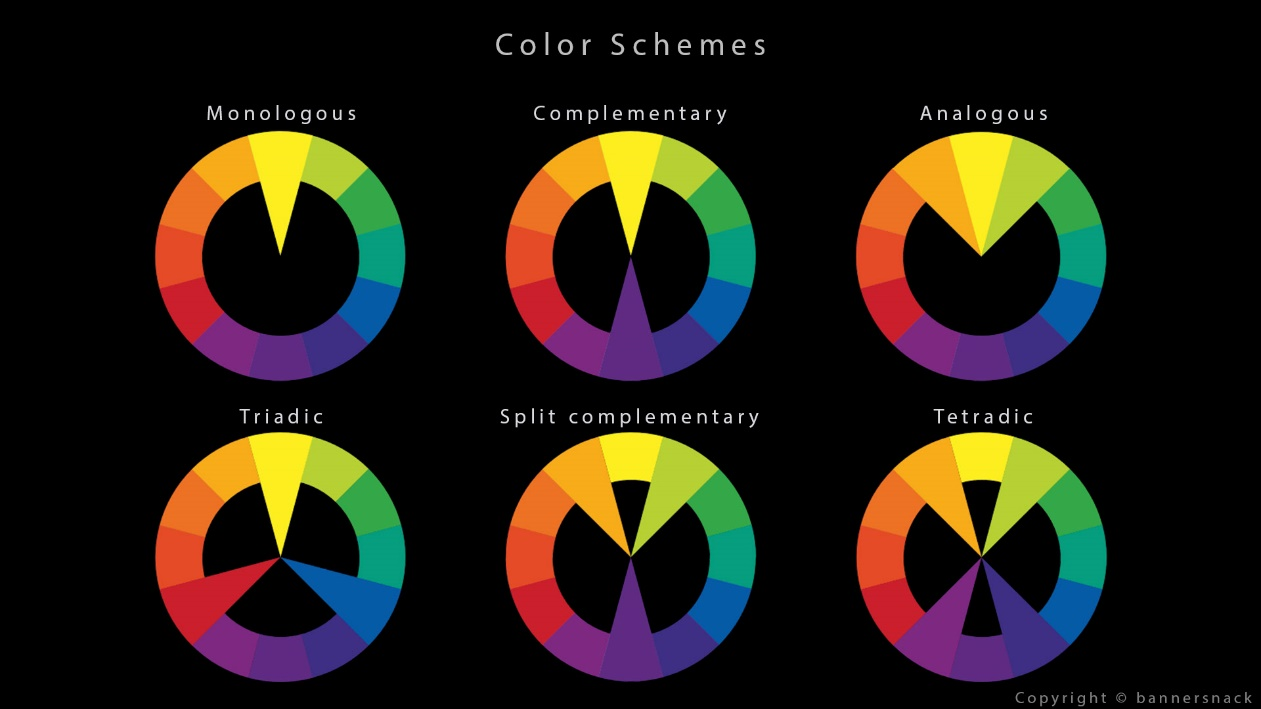 Color Schemes
Monologous
Complementary
Analogous
Triadic
Split complementary
Tetradic
Copyright © bannersnack